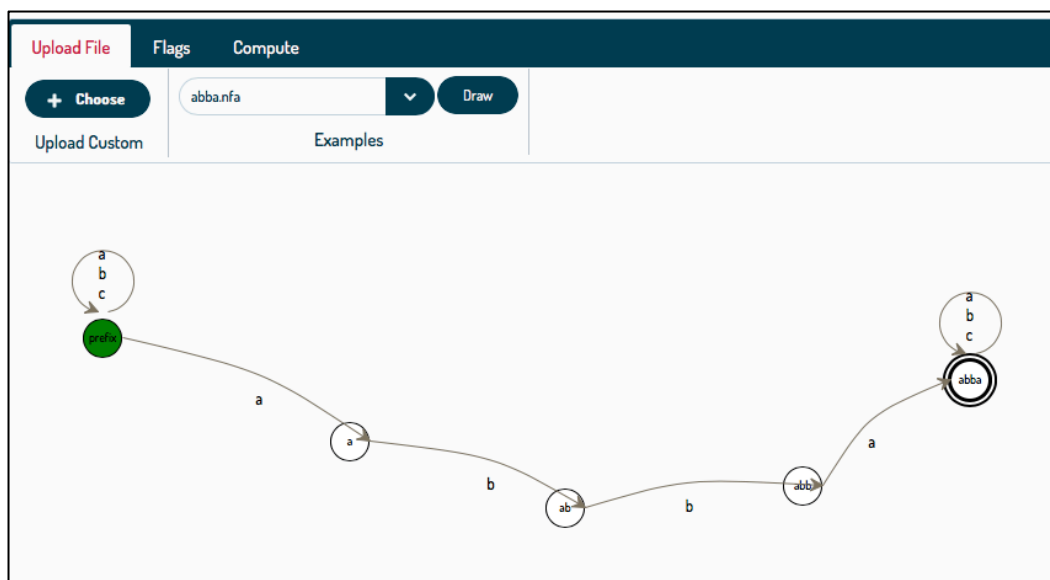 Upload File Flags Compute
+ Choose abba.nfa Draw
Upload Custom Examples
a
b
c
prefix
a
a
b
ab
b
abb
a
a
b
c
abba